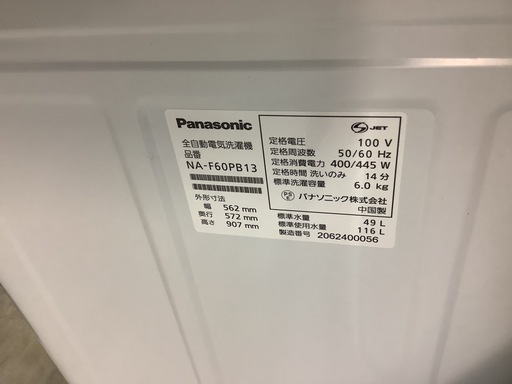 Panasonic
全自動電気洗濯機
品番
NA-F60PB13
外形寸法
幅 562 mm
奥行 572 mm
高さ 907 mm
JET
定格電圧 100 V
定格周波数 50/60 Hz
定格消費電力 400/445 W
定格時間 洗いのみ 14 分
標準洗濯容量 6.0 kg
PS E パナソニック株式会社
中国製
標準水量 49 L
標準使用水量 116 L
製造番号 2062400056